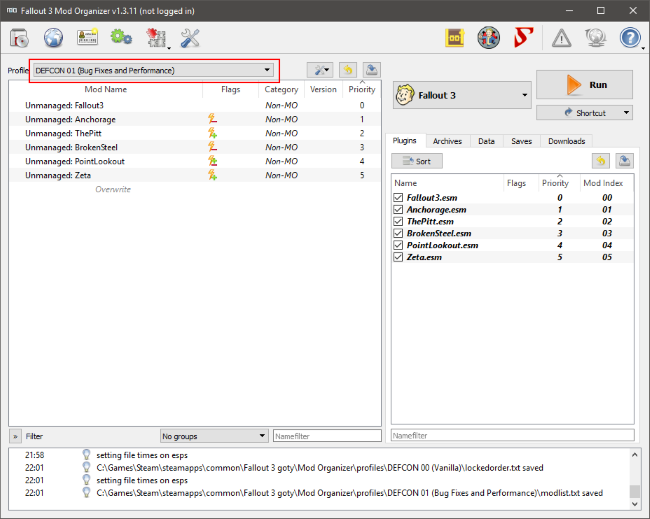 Fallout 3 Mod Organizer v1.3.11 (not logged in)
Profile DEFCON 01 (Bug Fixes and Performance)
Mod Name Flags Category Version Priority
Unmanaged: Fallout3 Non-MO 0
Unmanaged: Anchorage Non-MO 1
Unmanaged: ThePitt Non-MO 2
Unmanaged: BrokenSteel Non-MO 3
Unmanaged: PointLookout Non-MO 4
Unmanaged: Zeta Non-MO 5
Overwrite
» Filter No groups Namefilter
Fallout 3
Run
Shortcut
Plugins Archives Data Saves Downloads
Sort
Name Flags Priority Mod Index
Fallout3.esm 0 00
Anchorage.esm 1 01
ThePitt.esm 2 02
BrokenSteel.esm 3 03
PointLookout.esm 4 04
Zeta.esm 5 05
Namefilter
21:58 setting file times on esps
22:01 C:\Games\Steam\steamapps\common\Fallout 3 goty\Mod Organizer\profiles\DEFCON 00 (Vanilla)\lockedorder.txt saved
22:01 setting file times on esps
22:01 C:\Games\Steam\steamapps\common\Fallout 3 goty\Mod Organizer\profiles\DEFCON 01 (Bug Fixes and Performance)\modlist.txt saved